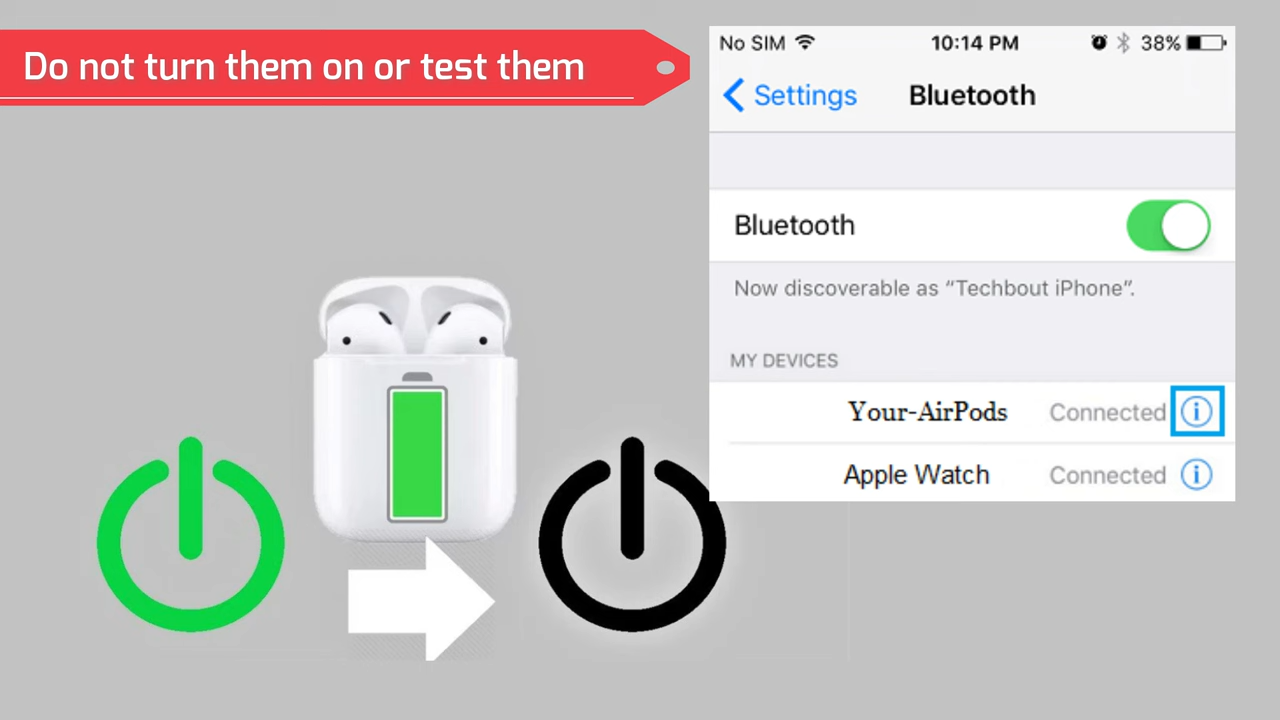 Do not turn them on or test them
No SIM 10:14 PM 38%
Settings Bluetooth
Bluetooth
Now discoverable as “Techbout iPhone”.
MY DEVICES
Your-AirPods Connected i
Apple Watch Connected i